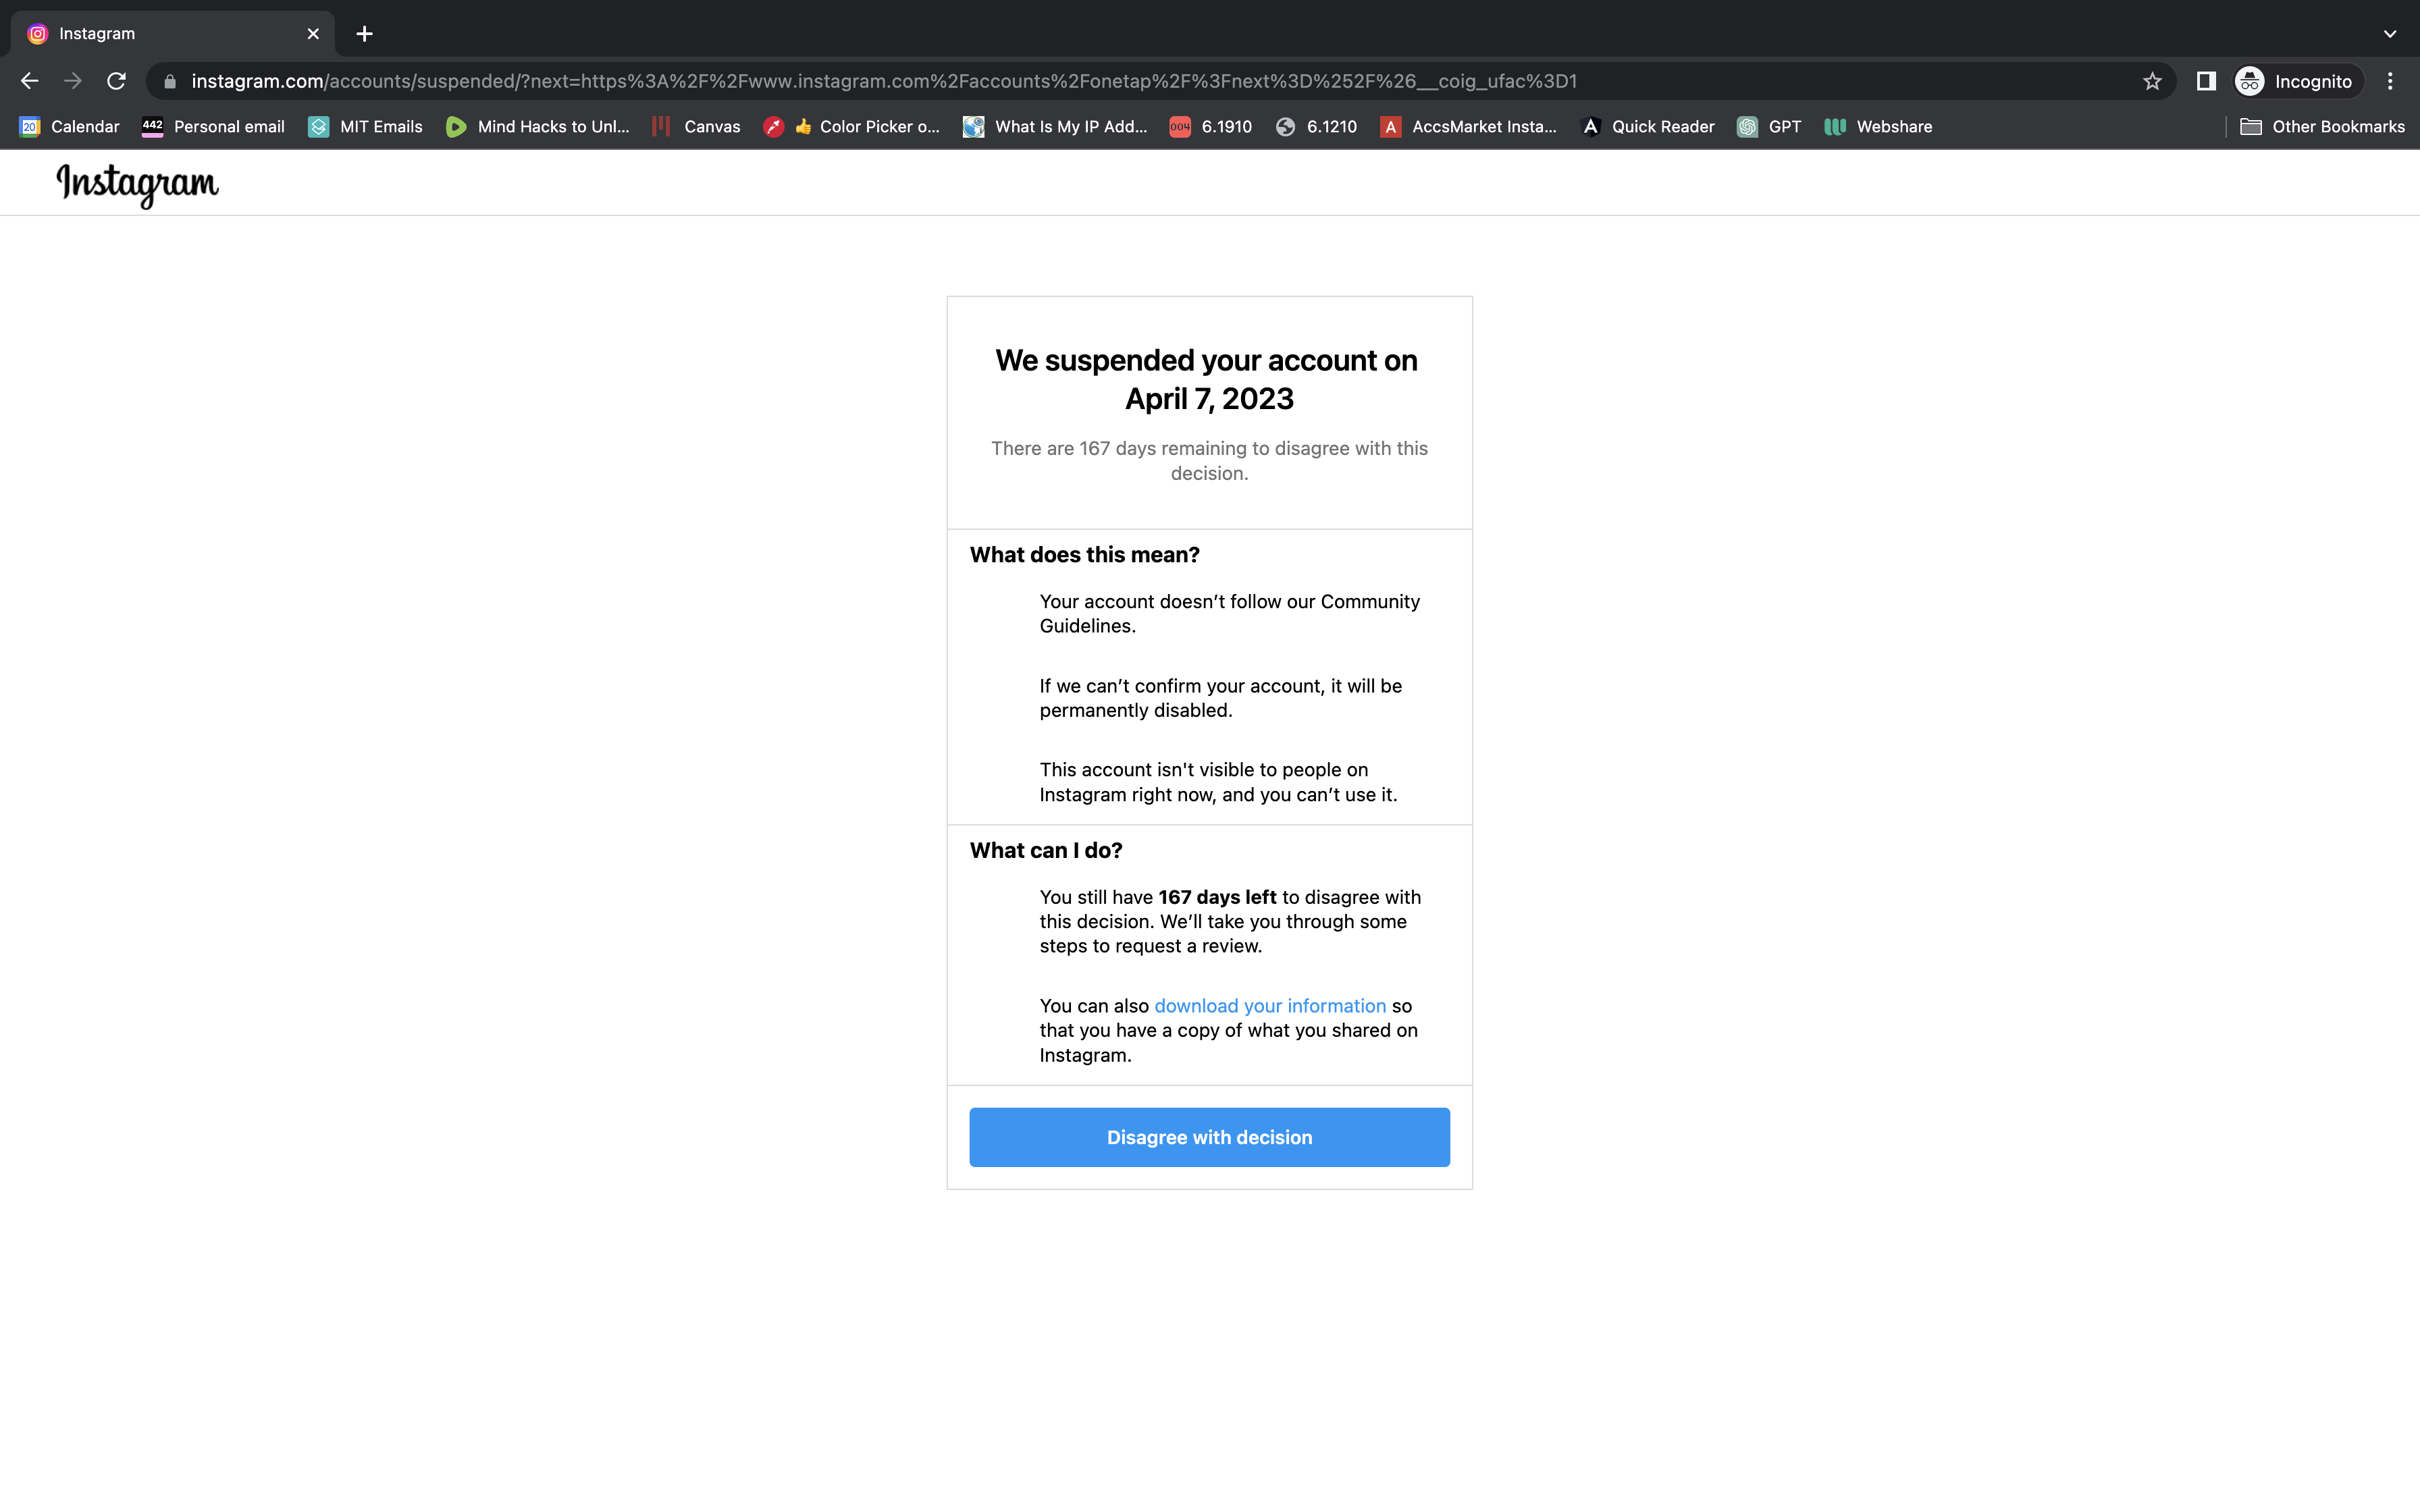 Instagram
instagram.com/accounts/suspended/?next=https%3A%2F%2Fwww.instagram.com%2Faccounts%2Fonetap%2F%3Fnext%3D%252F%26__coig_ufac%3D1
Incognito
20 Calendar 442 Personal email MIT Emails Mind Hacks to Unl... Canvas 👍 Color Picker o... What Is My IP Add... 004 6.1910 6.1210 A AccsMarket Insta... A Quick Reader GPT Webshare Other Bookmarks
Instagram
We suspended your account on
April 7, 2023
There are 167 days remaining to disagree with this
decision.
What does this mean?
Your account doesn’t follow our Community
Guidelines.
If we can’t confirm your account, it will be
permanently disabled.
This account isn't visible to people on
Instagram right now, and you can’t use it.
What can I do?
You still have 167 days left to disagree with
this decision. We’ll take you through some
steps to request a review.
You can also download your information so
that you have a copy of what you shared on
Instagram.
Disagree with decision